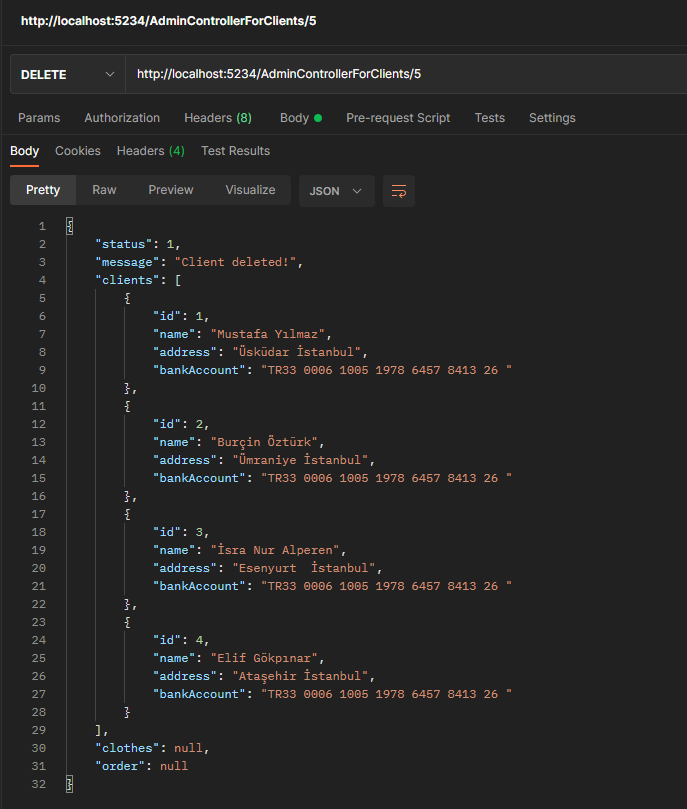 http://localhost:5234/AdminControllerForClients/5
DELETE http://localhost:5234/AdminControllerForClients/5
Params Authorization Headers (8) Body Pre-request Script Tests Settings
Body Cookies Headers (4) Test Results
Pretty Raw Preview Visualize JSON
1 {
2 "status": 1,
3 "message": "Client deleted!",
4 "clients": [
5 {
6 "id": 1,
7 "name": "Mustafa Yılmaz",
8 "address": "Üsküdar İstanbul",
9 "bankAccount": "TR33 0006 1005 1978 6457 8413 26 "
10 },
11 {
12 "id": 2,
13 "name": "Burçin Öztürk",
14 "address": "Ümraniye İstanbul",
15 "bankAccount": "TR33 0006 1005 1978 6457 8413 26 "
16 },
17 {
18 "id": 3,
19 "name": "İsra Nur Alperen",
20 "address": "Esenyurt  İstanbul",
21 "bankAccount": "TR33 0006 1005 1978 6457 8413 26 "
22 },
23 {
24 "id": 4,
25 "name": "Elif Gökpınar",
26 "address": "Ataşehir İstanbul",
27 "bankAccount": "TR33 0006 1005 1978 6457 8413 26 "
28 }
29 ],
30 "clothes": null,
31 "order": null
32 }